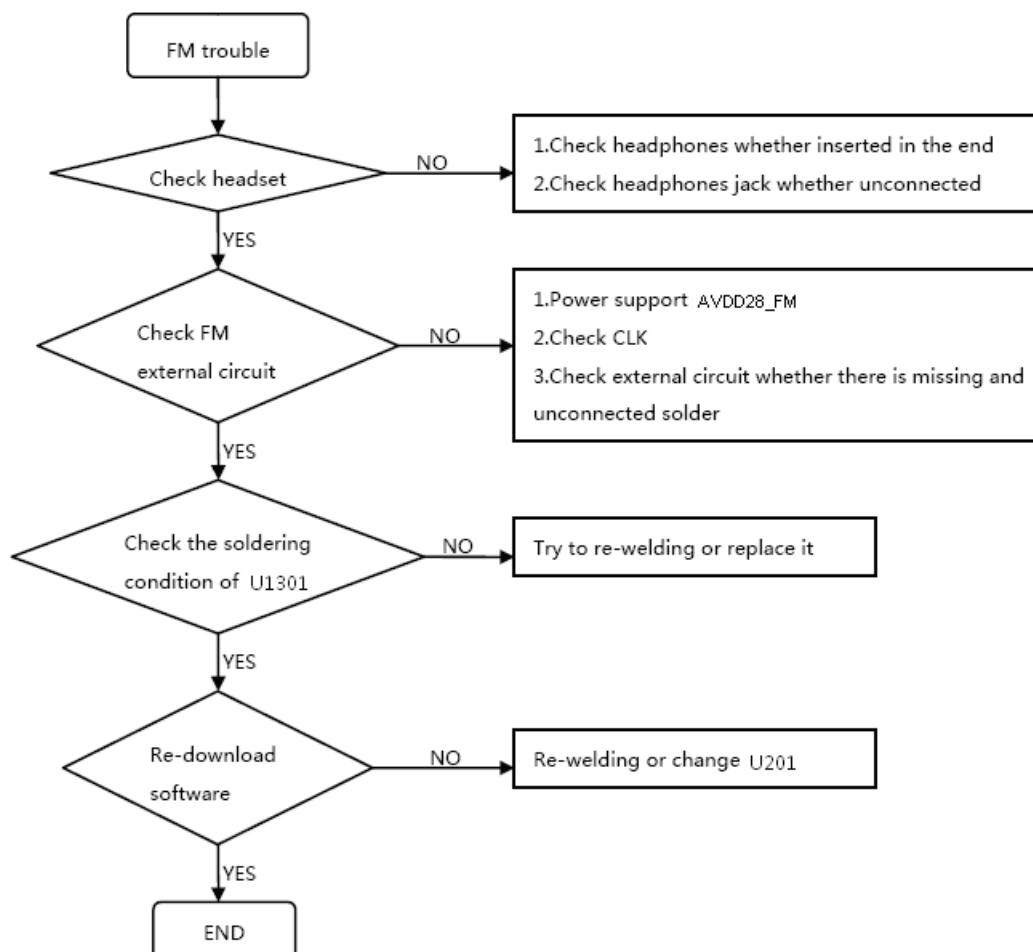 FM trouble
Check headset
NO
1.Check headphones whether inserted in the end
2.Check headphones jack whether unconnected
YES
Check FM
external circuit
NO
1.Power support AVDD28_FM
2.Check CLK
3.Check external circuit whether there is missing and
unconnected solder
YES
Check the soldering
condition of U1301
NO
Try to re-welding or replace it
YES
Re-download
software
NO
Re-welding or change U201
YES
END